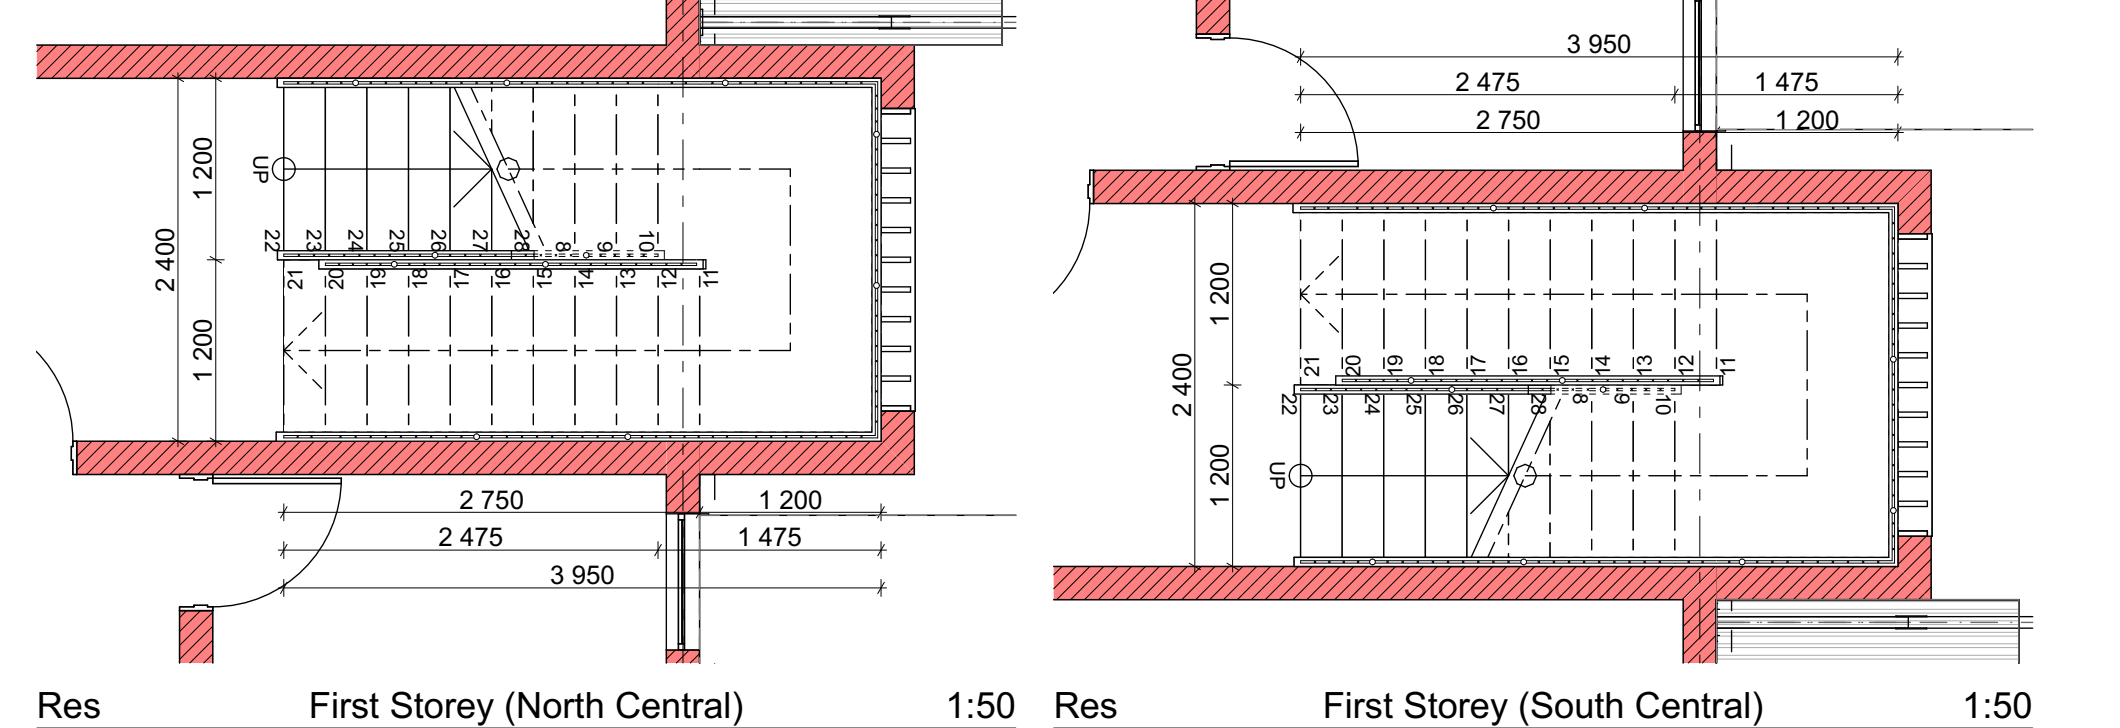 1 200
2 400
1 200
UP
22 23 24 25 26 27 28 8 9 10
21 20 19 18 17 16 15 14 13 12 11
2 750 1 200
2 475 1 475
3 950
Res First Storey (North Central) 1:50
3 950
2 475 1 475
2 750 1 200
1 200
2 400
1 200
21 20 19 18 17 16 15 14 13 12 11
22 23 24 25 26 27 28 8 9 10
UP
Res First Storey (South Central) 1:50